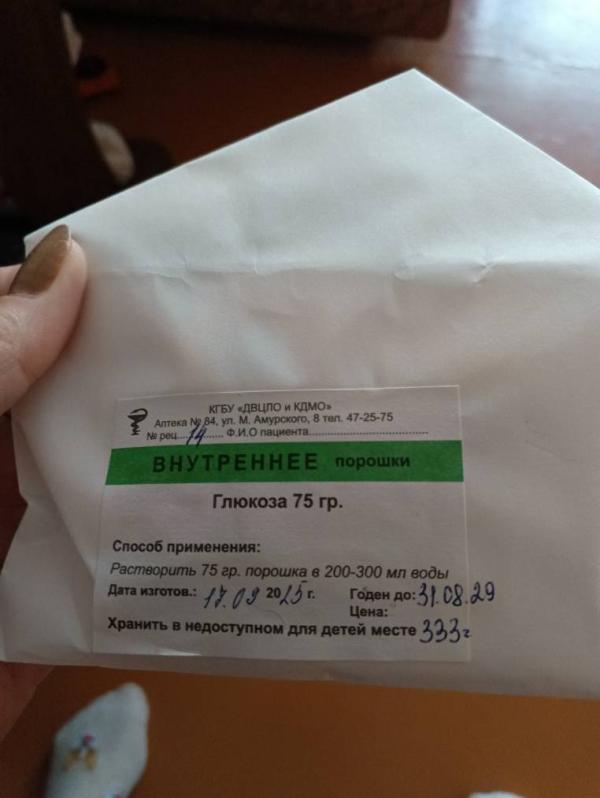 КГБУ «ДВЦЛО и КДМО»
Аптека № 84, ул. М. Амурского, 8 тел. 47-25-75
№ рец. 14 Ф.И.О пациента
ВНУТРЕННЕЕ порошки
Глюкоза 75 гр.
Способ применения:
Растворить 75 гр. порошка в 200-300 мл воды
Дата изготов.: 17.09 2025 г. Годен до: 31.08.29
Цена:
Хранить в недоступном для детей месте 333г